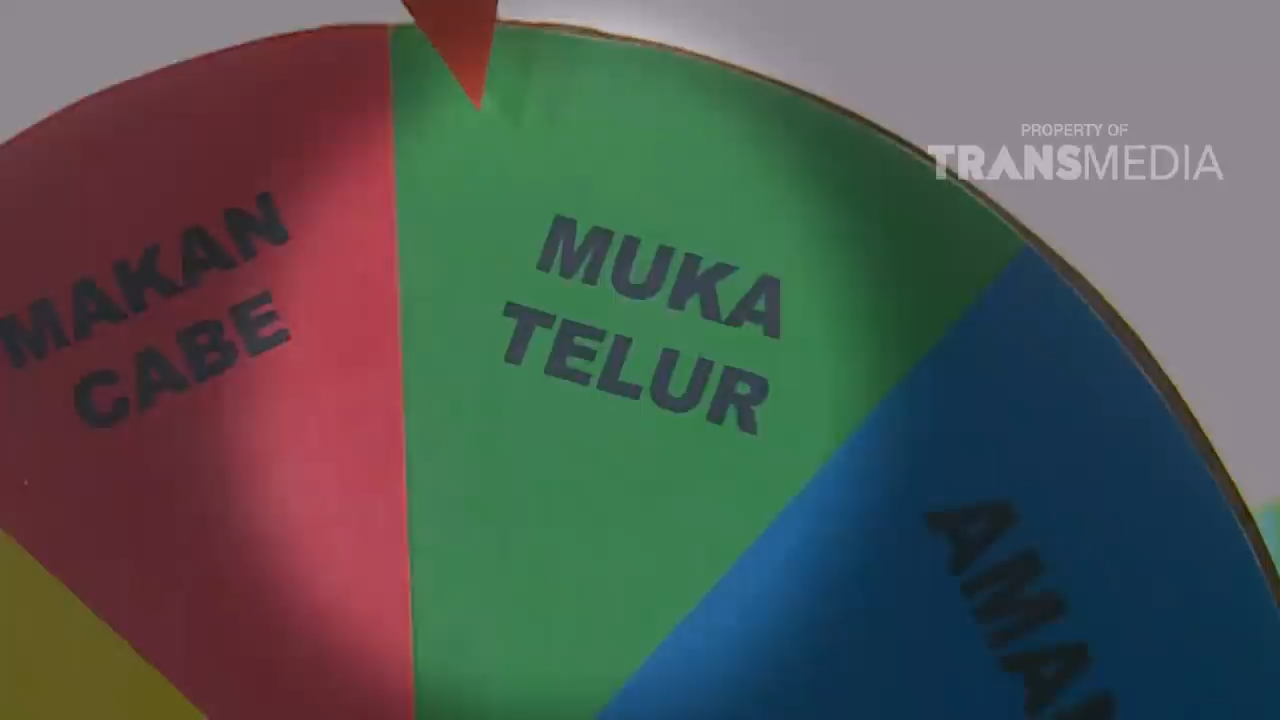 PROPERTY OF
TRANSMEDIA
MAKAN
CABE
MUKA
TELUR